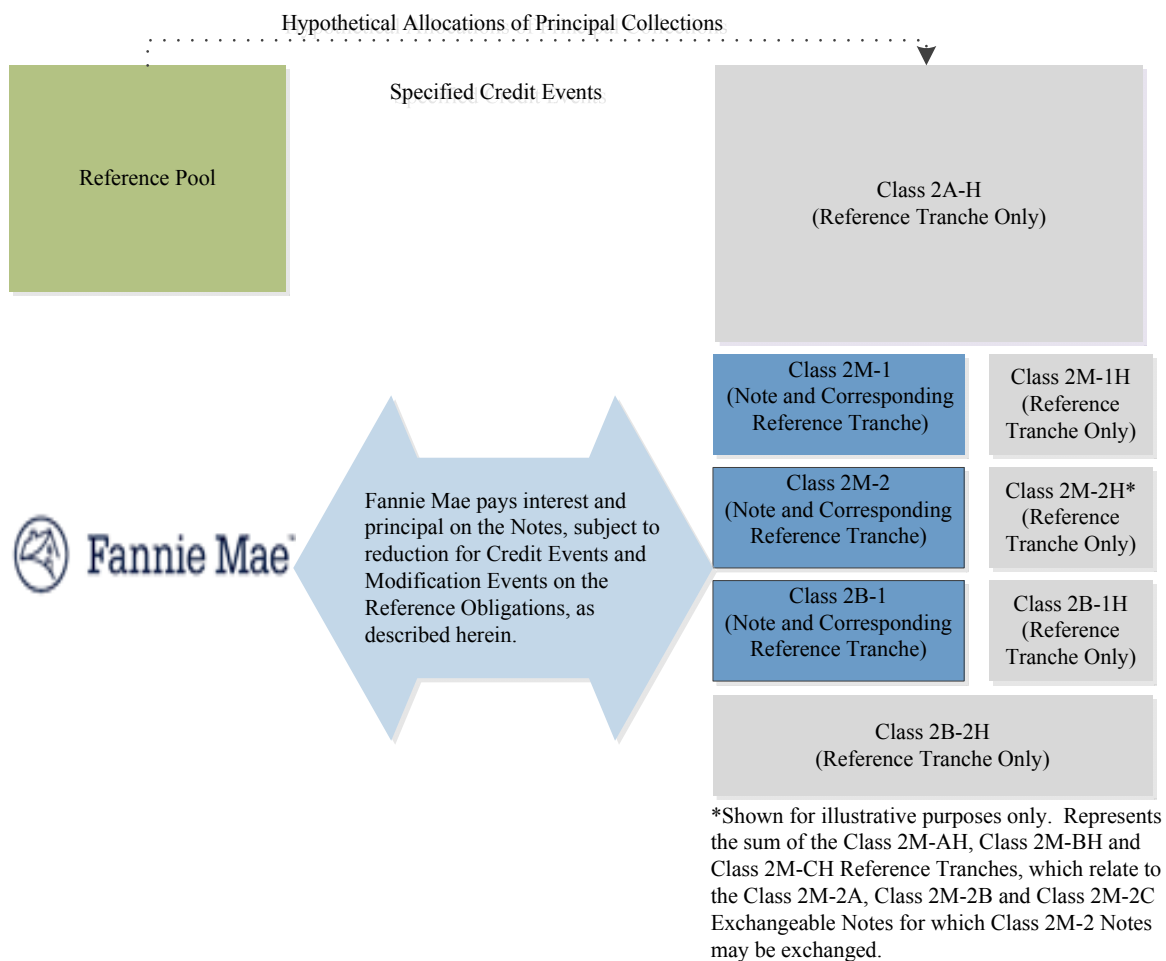 Hypothetical Allocations of Principal Collections
Specified Credit Events
Reference Pool
Class 2A-H
(Reference Tranche Only)
Class 2M-1
(Note and Corresponding
Reference Tranche)
Class 2M-1H
(Reference
Tranche Only)
Fannie Mae™
Fannie Mae pays interest and
principal on the Notes, subject to
reduction for Credit Events and
Modification Events on the
Reference Obligations, as
described herein.
Class 2M-2
(Note and Corresponding
Reference Tranche)
Class 2M-2H*
(Reference
Tranche Only)
Class 2B-1
(Note and Corresponding
Reference Tranche)
Class 2B-1H
(Reference
Tranche Only)
Class 2B-2H
(Reference Tranche Only)
*Shown for illustrative purposes only.  Represents
the sum of the Class 2M-AH, Class 2M-BH and
Class 2M-CH Reference Tranches, which relate to
the Class 2M-2A, Class 2M-2B and Class 2M-2C
Exchangeable Notes for which Class 2M-2 Notes
may be exchanged.